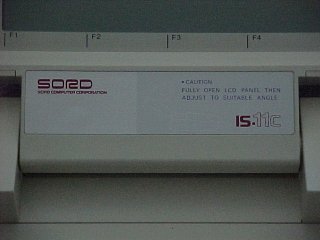 F1 F2 F3 F4
SORD
SORD COMPUTER CORPORATION
• CAUTION
FULLY OPEN LCD PANEL THEN
ADJUST TO SUITABLE ANGLE
IS-11C